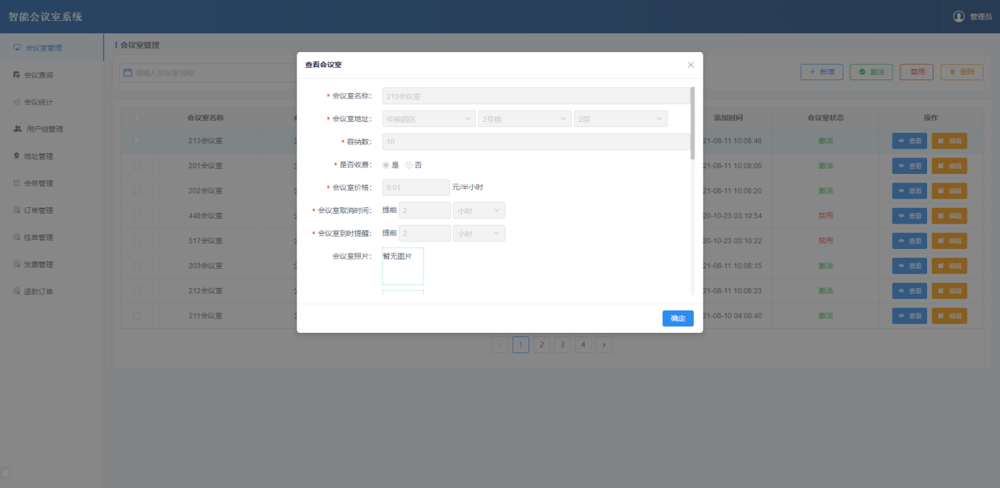 智能会议室系统
管理员
会议室管理
会议查询
会议统计
用户组管理
地址管理
会务管理
订单管理
挂单管理
发票管理
退款订单
会议室管理
请输入会议室名称
新增
激活
禁用
删除
会议室名称 添加时间 会议室状态 操作
213会议室 21-08-11 10:08:48 激活 查看 编辑
201会议室 21-08-11 10:08:05 激活 查看 编辑
202会议室 21-08-11 10:08:20 激活 查看 编辑
448会议室 20-10-23 03:10:54 禁用 查看 编辑
517会议室 20-10-23 03:10:22 禁用 查看 编辑
203会议室 21-08-11 10:08:15 激活 查看 编辑
212会议室 21-08-11 10:08:23 激活 查看 编辑
211会议室 21-08-10 04:08:40 激活 查看 编辑
1 2 3 4
查看会议室
* 会议室名称: 213会议室
* 会议室地址: 中核园区 2号楼 2层
* 容纳数: 10
* 是否收费: 是 否
* 会议室价格: 0.01 元/半小时
* 会议室取消时间: 提前 2 小时
* 会议室到时提醒: 提前 2 小时
会议室照片: 暂无图片
确定